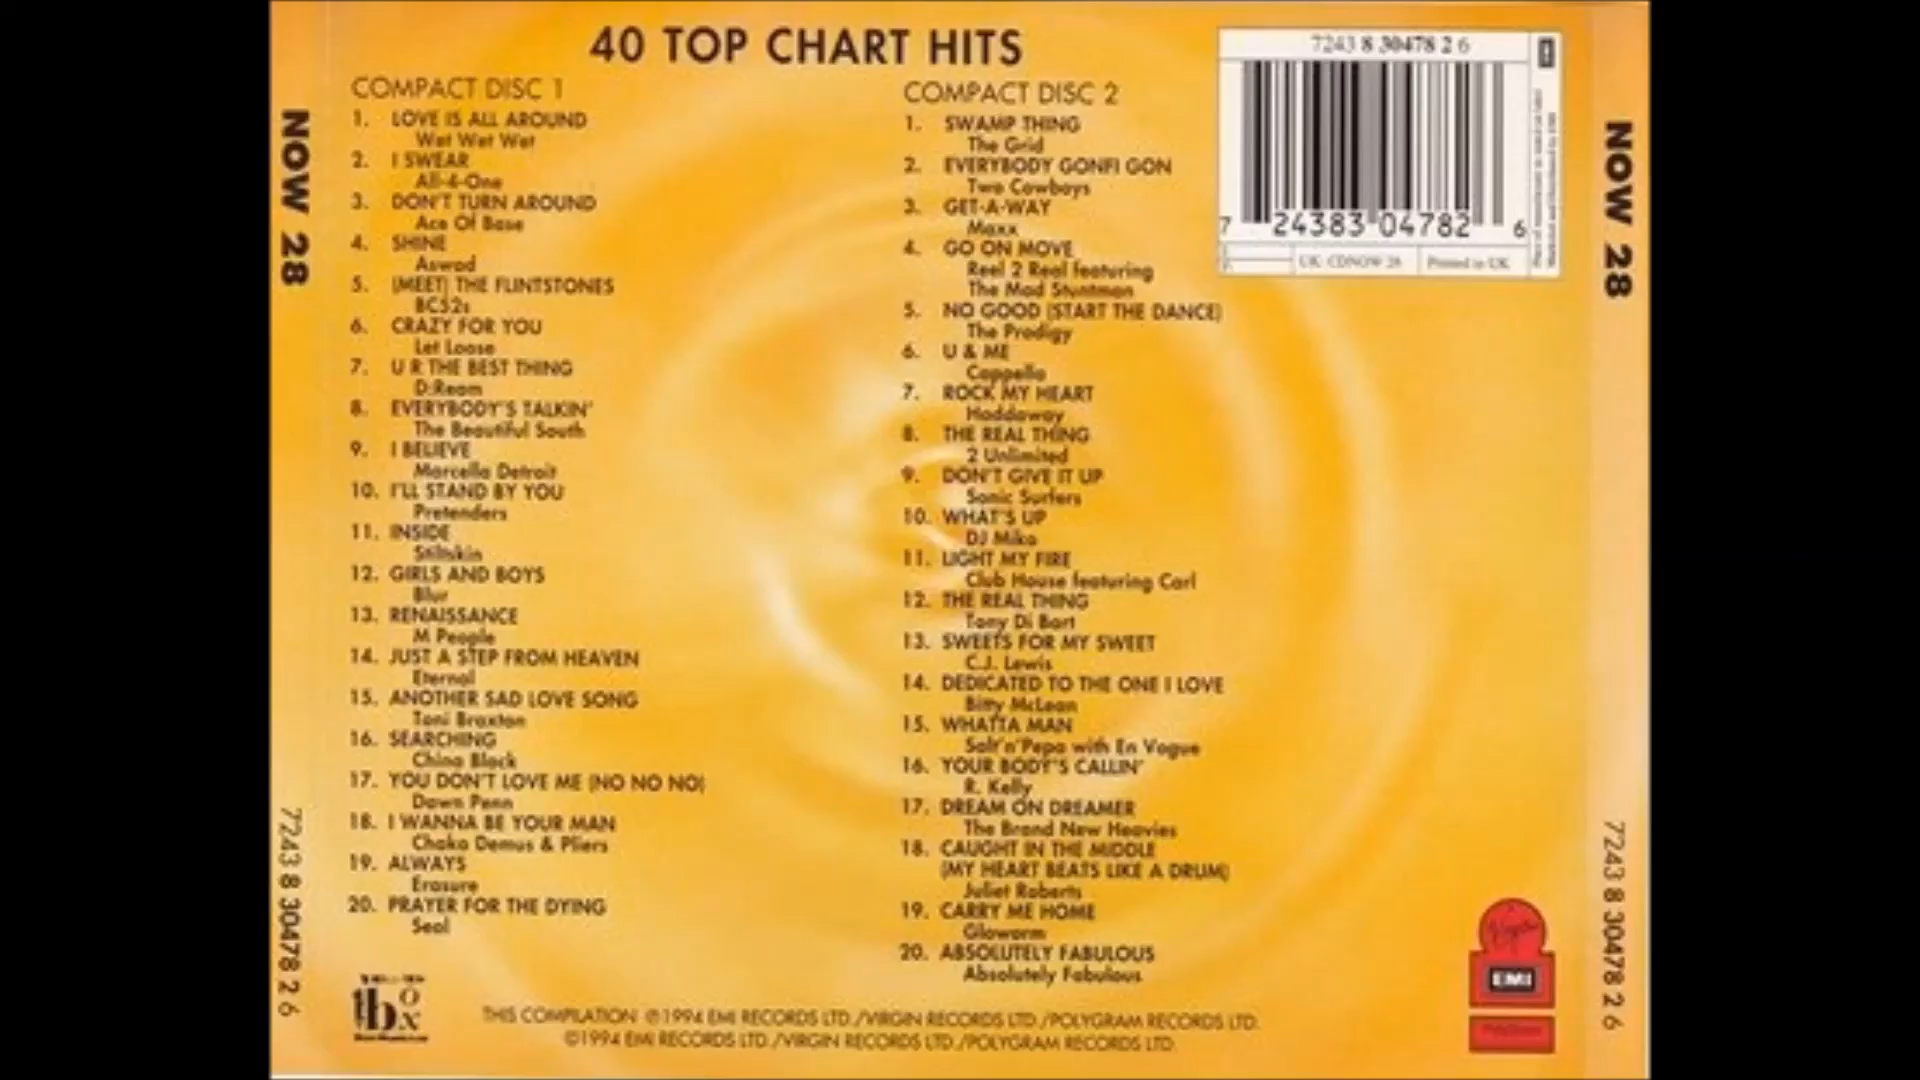 40 TOP CHART HITS
COMPACT DISC 1
1. LOVE IS ALL AROUND
Wet Wet Wet
2. I SWEAR
All-4-One
3. DON'T TURN AROUND
Ace Of Base
4. SHINE
Aswad
5. (MEET) THE FLINTSTONES
BC52s
6. CRAZY FOR YOU
Let Loose
7. U R THE BEST THING
D:Ream
8. EVERYBODY'S TALKIN'
The Beautiful South
9. I BELIEVE
Marcella Detroit
10. I'LL STAND BY YOU
Pretenders
11. INSIDE
Stiltskin
12. GIRLS AND BOYS
Blur
13. RENAISSANCE
M People
14. JUST A STEP FROM HEAVEN
Eternal
15. ANOTHER SAD LOVE SONG
Toni Braxton
16. SEARCHING
China Black
17. YOU DON'T LOVE ME (NO NO NO)
Dawn Penn
18. I WANNA BE YOUR MAN
Chaka Demus & Pliers
19. ALWAYS
Erasure
20. PRAYER FOR THE DYING
Seal
COMPACT DISC 2
1. SWAMP THING
The Grid
2. EVERYBODY GONFI GON
Two Cowboys
3. GET-A-WAY
Maxx
4. GO ON MOVE
Reel 2 Real featuring
The Mad Stuntman
5. NO GOOD (START THE DANCE)
The Prodigy
6. U & ME
Cappella
7. ROCK MY HEART
Haddaway
8. THE REAL THING
2 Unlimited
9. DON'T GIVE IT UP
Sonic Surfers
10. WHAT'S UP
DJ Miko
11. LIGHT MY FIRE
Club House featuring Carl
12. THE REAL THING
Tony Di Bart
13. SWEETS FOR MY SWEET
C.J. Lewis
14. DEDICATED TO THE ONE I LOVE
Bitty McLean
15. WHATTA MAN
Salt'n'Pepa with En Vogue
16. YOUR BODY'S CALLIN'
R. Kelly
17. DREAM ON DREAMER
The Brand New Heavies
18. CAUGHT IN THE MIDDLE
(MY HEART BEATS LIKE A DRUM)
Juliet Roberts
19. CARRY ME HOME
Gloworm
20. ABSOLUTELY FABULOUS
Absolutely Fabulous
7243 8 30478 2 6
7 24383 04782 6
UK: CDNOW 28
Printed in UK
NOW 28
7243 8 30478 2 6
NOW 28
7243 8 30478 2 6
box
THIS COMPILATION ℗1994 EMI RECORDS LTD./VIRGIN RECORDS LTD./POLYGRAM RECORDS LTD.
©1994 EMI RECORDS LTD./VIRGIN RECORDS LTD./POLYGRAM RECORDS LTD.
Virgin
EMI
PolyGram